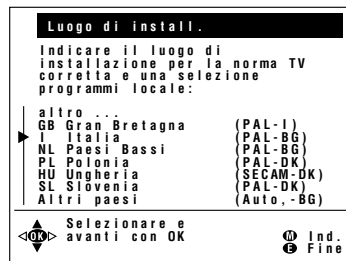 Luogo di install.
Indicare il luogo di
installazione per la norma TV
corretta e una selezione
programmi locale:
altro ...
GB Gran Bretagna (PAL-I)
I Italia (PAL-BG)
NL Paesi Bassi (PAL-BG)
PL Polonia (PAL-DK)
HU Ungheria (SECAM-DK)
SL Slovenia (PAL-DK)
Altri paesi (Auto,-BG)
OK Selezionare e
avanti con OK
M Ind.
E Fine